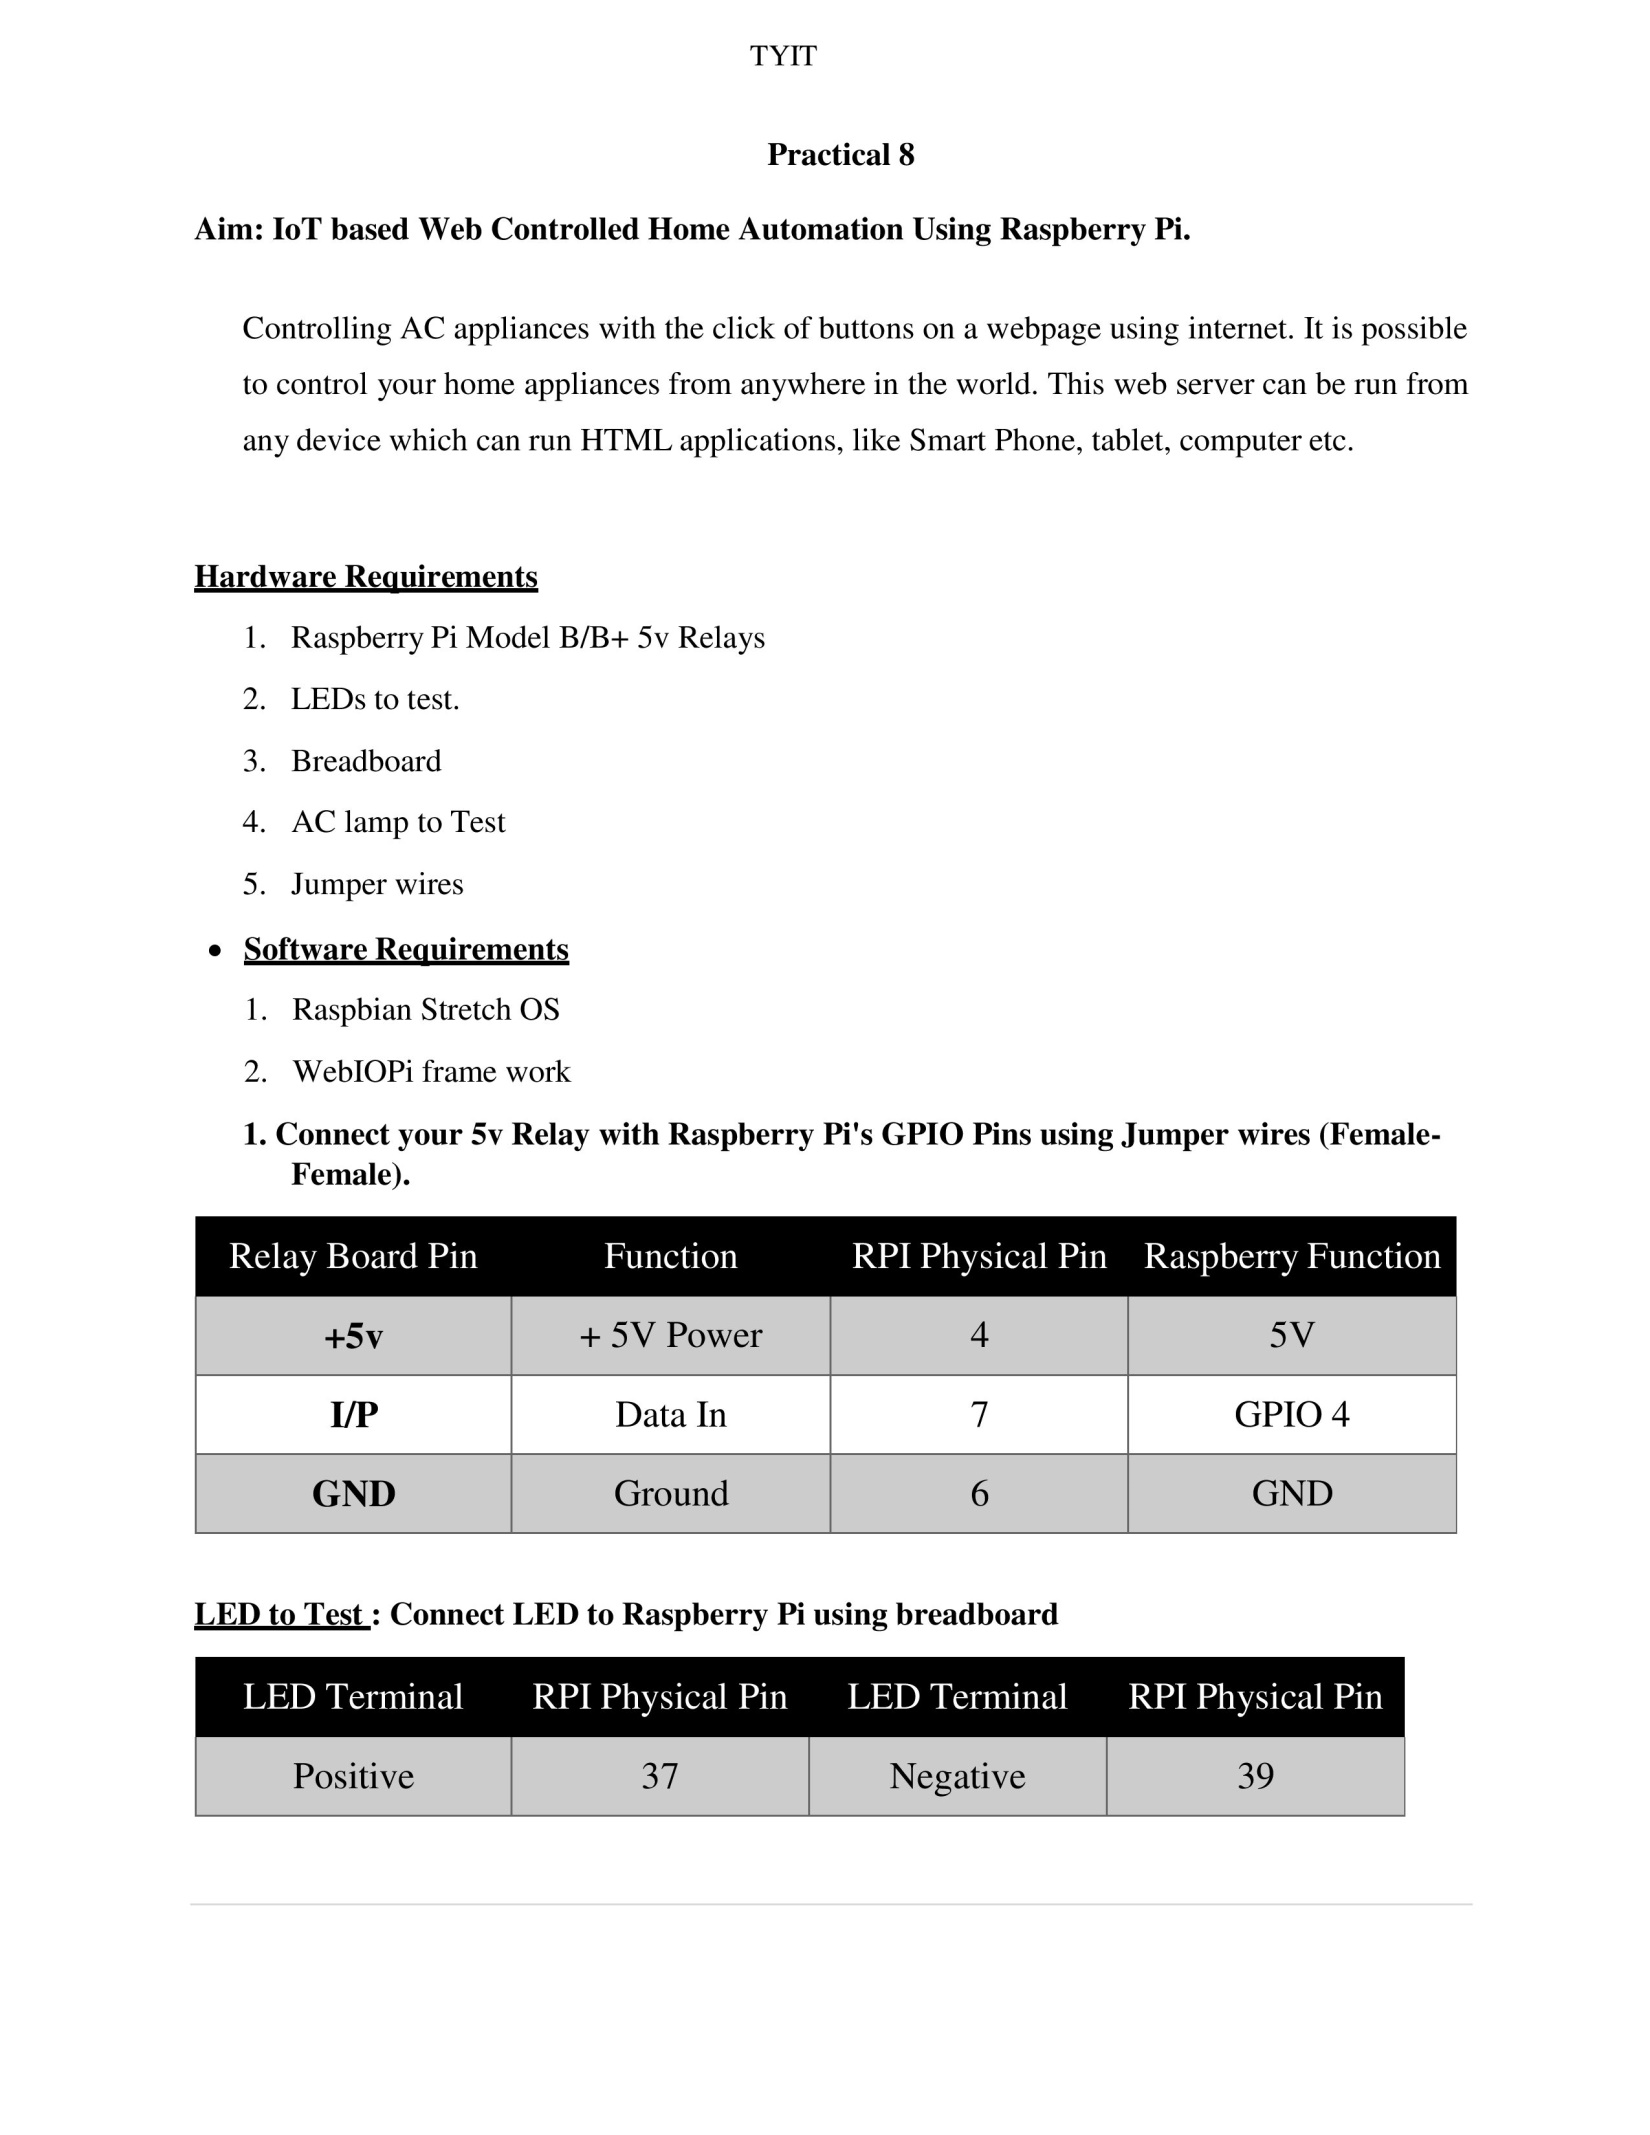 TYIT
Practical 8
Aim: IoT based Web Controlled Home Automation Using Raspberry Pi.
Controlling AC appliances with the click of buttons on a webpage using internet. It is possible
to control your home appliances from anywhere in the world. This web server can be run from
any device which can run HTML applications, like Smart Phone, tablet, computer etc.
Hardware Requirements
1. Raspberry Pi Model B/B+ 5v Relays
2. LEDs to test.
3. Breadboard
4. AC lamp to Test
5. Jumper wires
• Software Requirements
1. Raspbian Stretch OS
2. WebIOPi frame work
1. Connect your 5v Relay with Raspberry Pi's GPIO Pins using Jumper wires (Female-
Female).
Relay Board Pin Function RPI Physical Pin Raspberry Function
+5v + 5V Power 4 5V
I/P Data In 7 GPIO 4
GND Ground 6 GND
LED to Test : Connect LED to Raspberry Pi using breadboard
LED Terminal RPI Physical Pin LED Terminal RPI Physical Pin
Positive 37 Negative 39